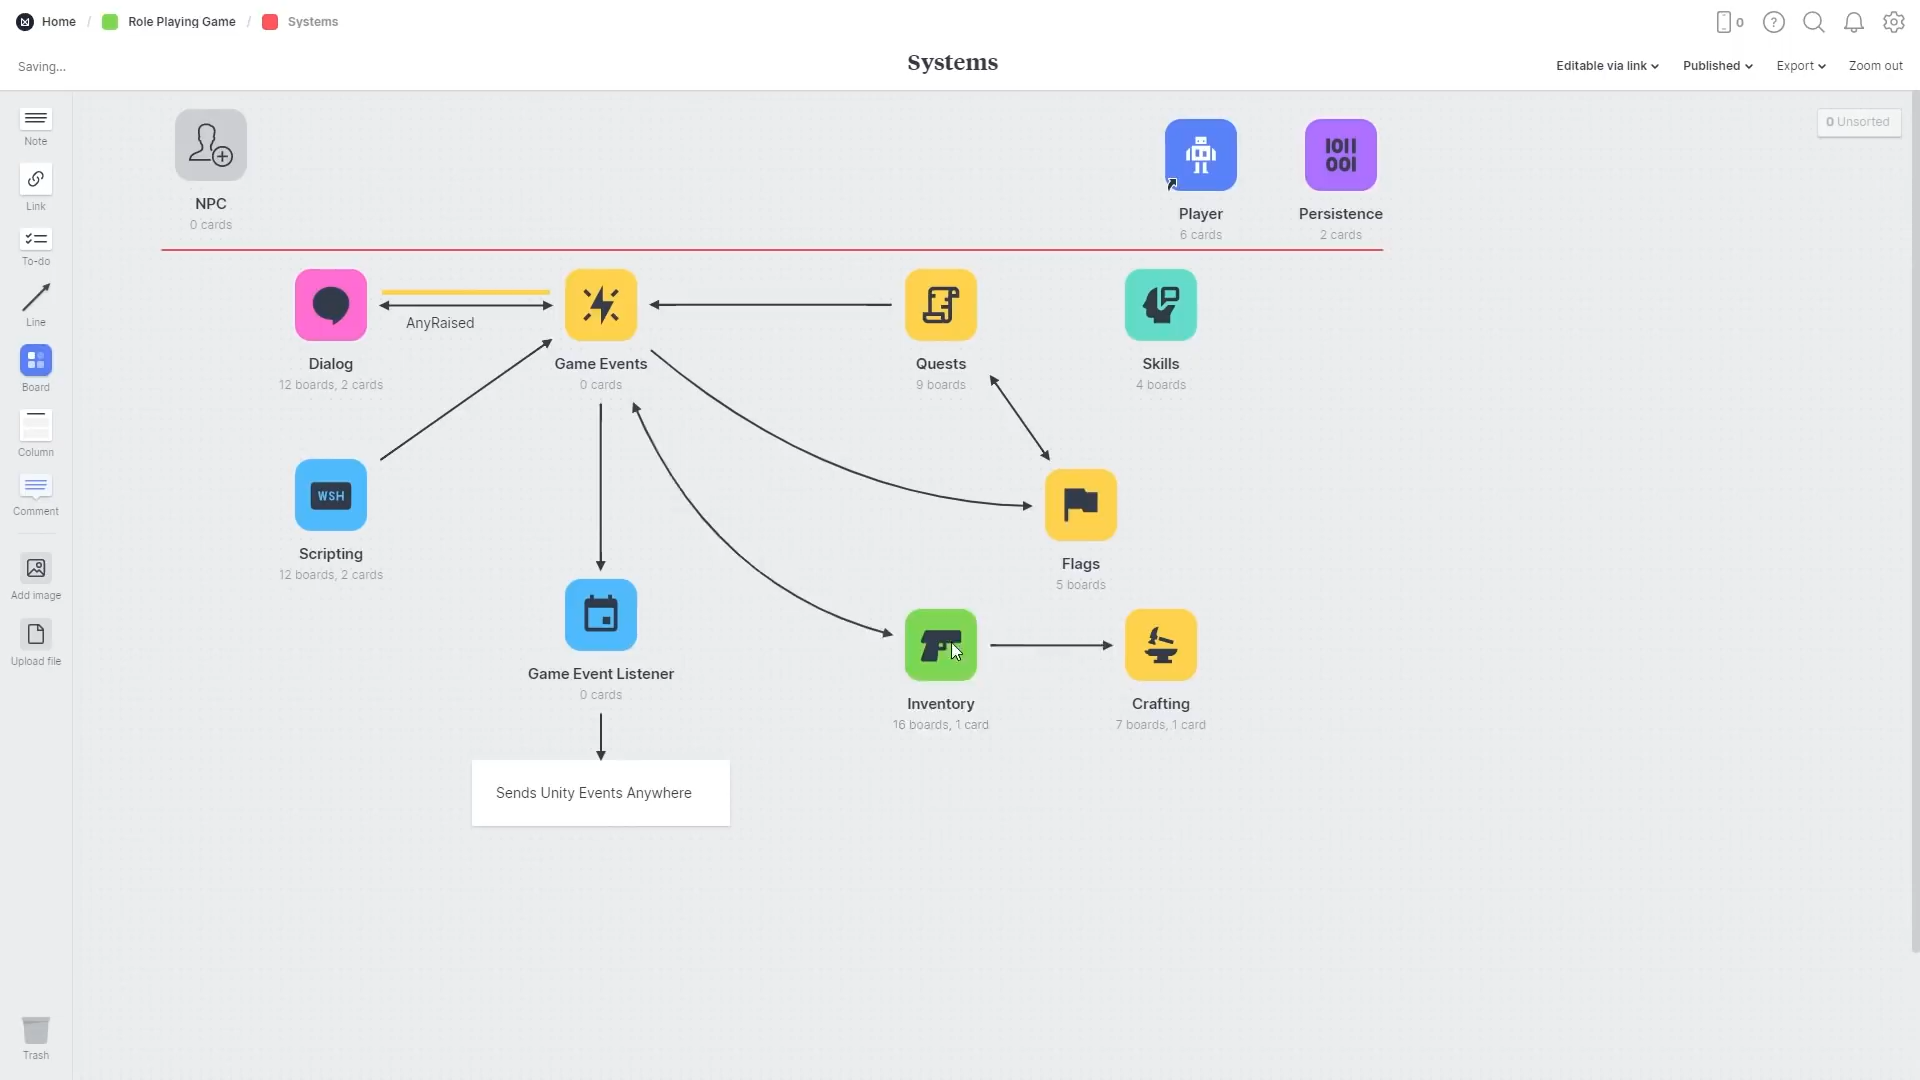 Home / Role Playing Game / Systems
0
Saving...
Systems
Editable via link
Published
Export
Zoom out
0 Unsorted
Note
Link
To-do
Line
Board
Column
Comment
Add image
Upload file
Trash
NPC
0 cards
Player
6 cards
1011
001
Persistence
2 cards
Dialog
12 boards, 2 cards
AnyRaised
Game Events
0 cards
Quests
9 boards
Skills
4 boards
WSH
Scripting
12 boards, 2 cards
Flags
5 boards
Game Event Listener
0 cards
Inventory
16 boards, 1 card
Crafting
7 boards, 1 card
Sends Unity Events Anywhere